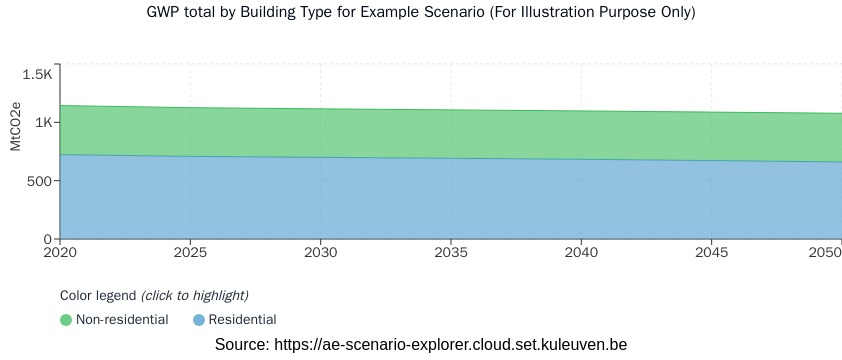 GWP total by Building Type for Example Scenario (For Illustration Purpose Only)
1.5K
MtCO2e
1K
500
0
2020 2025 2030 2035 2040 2045 2050
Color legend (click to highlight)
Non-residential Residential
Source: https://ae-scenario-explorer.cloud.set.kuleuven.be